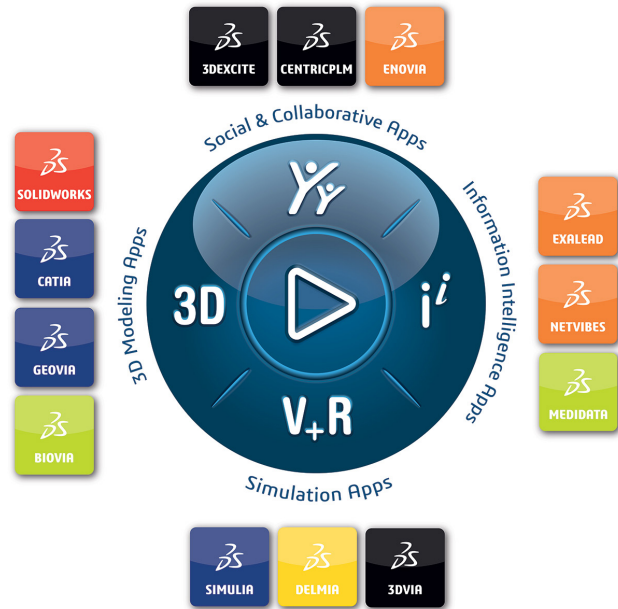 3DEXCITE
CENTRICPLM
ENOVIA
Social & Collaborative Apps
SOLIDWORKS
CATIA
GEOVIA
BIOVIA
3D Modeling Apps
3D
i i
V+R
Information Intelligence Apps
EXALEAD
NETVIBES
MEDIDATA
Simulation Apps
SIMULIA
DELMIA
3DVIA